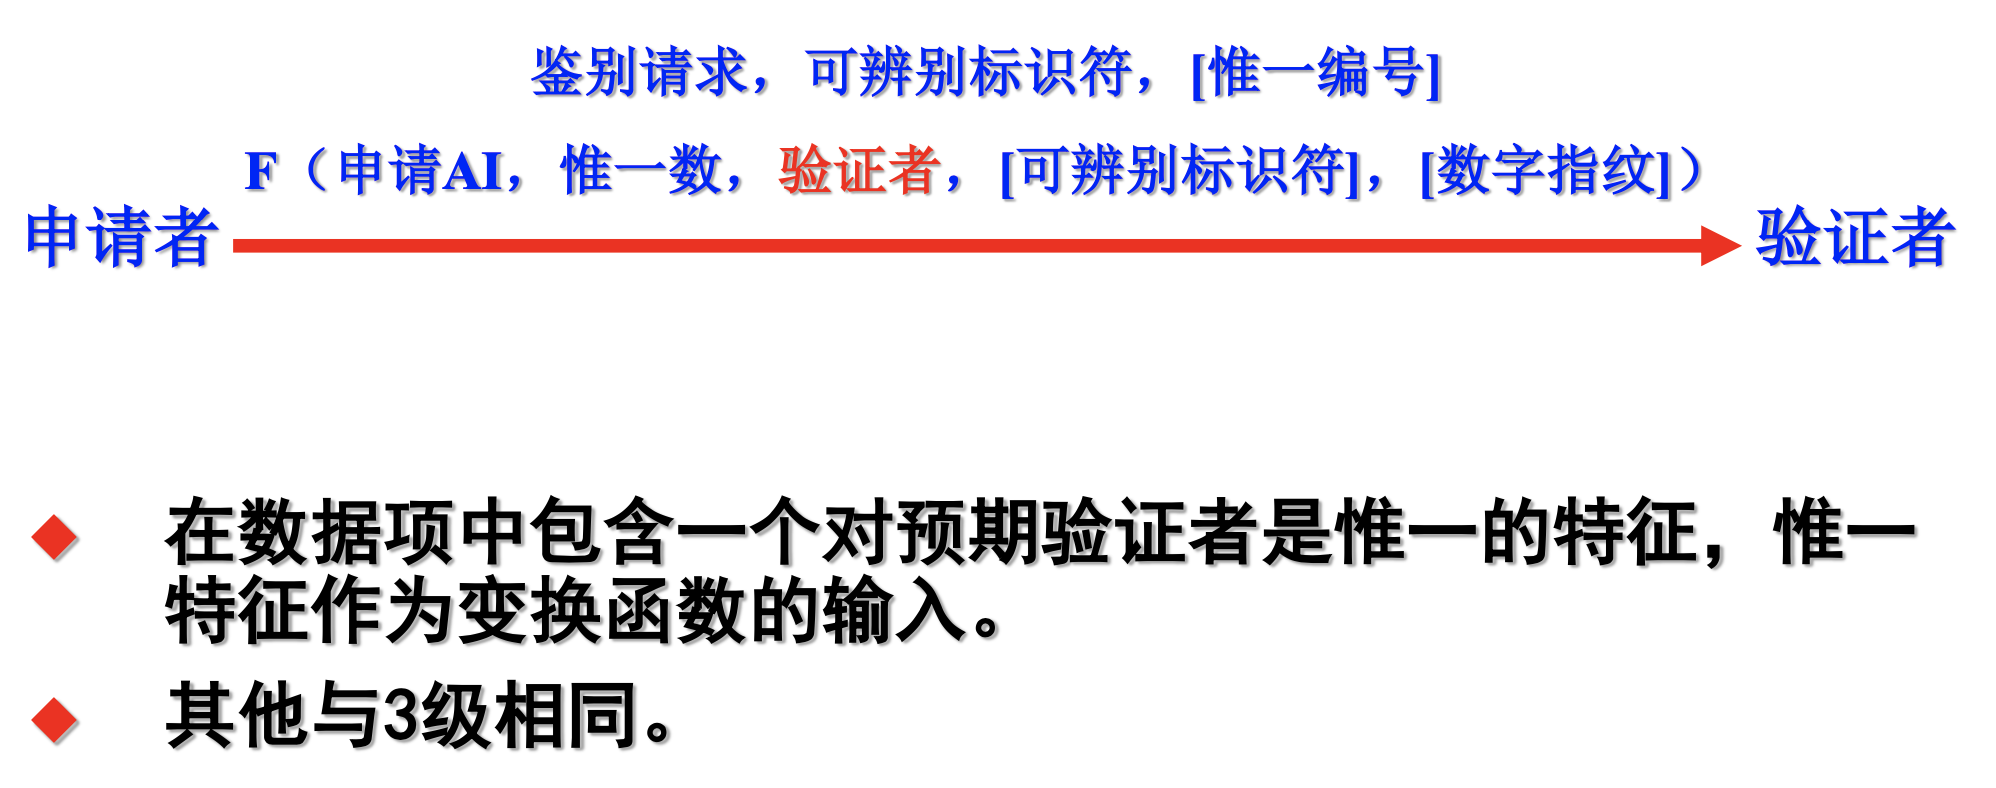 鉴别请求，可辨别标识符，[惟一编号]
F（申请AI，惟一数，验证者，[可辨别标识符]，[数字指纹]）
申请者 验证者
在数据项中包含一个对预期验证者是惟一的特征，惟一
特征作为变换函数的输入。
其他与3级相同。